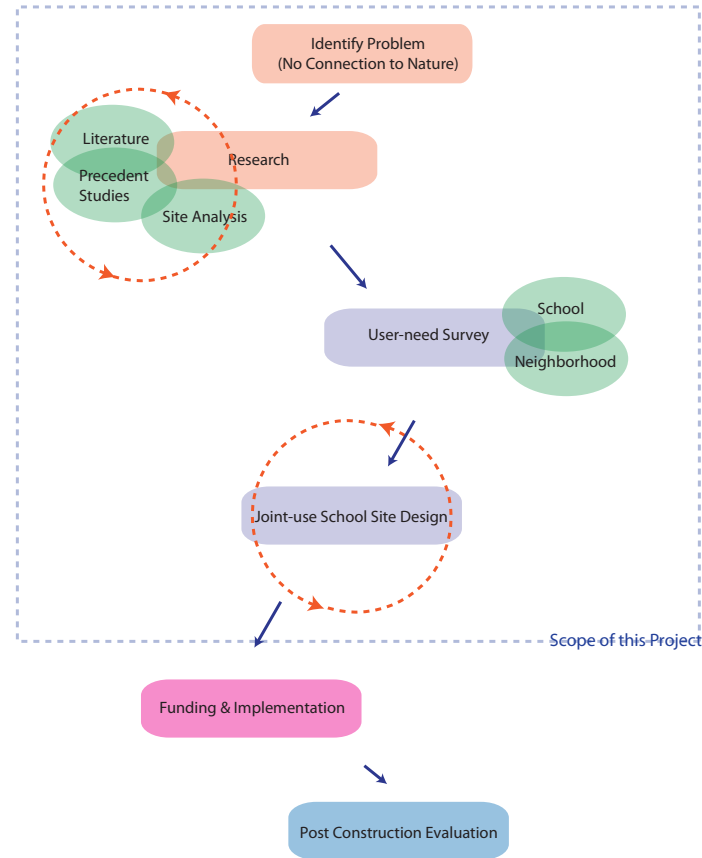 Identify Problem
(No Connection to Nature)
Literature
Research
Precedent
Studies
Site Analysis
School
User-need Survey
Neighborhood
Joint-use School Site Design
Scope of this Project
Funding & Implementation
Post Construction Evaluation